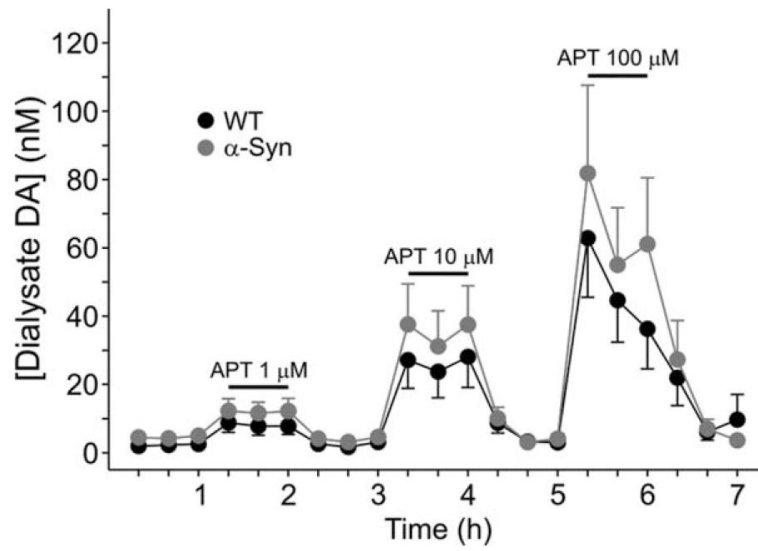 [Dialysate DA] (nM)
120
100
80
60
40
20
0
WT
α-Syn
APT 1 μM
APT 10 μM
APT 100 μM
1 2 3 4 5 6 7
Time (h)